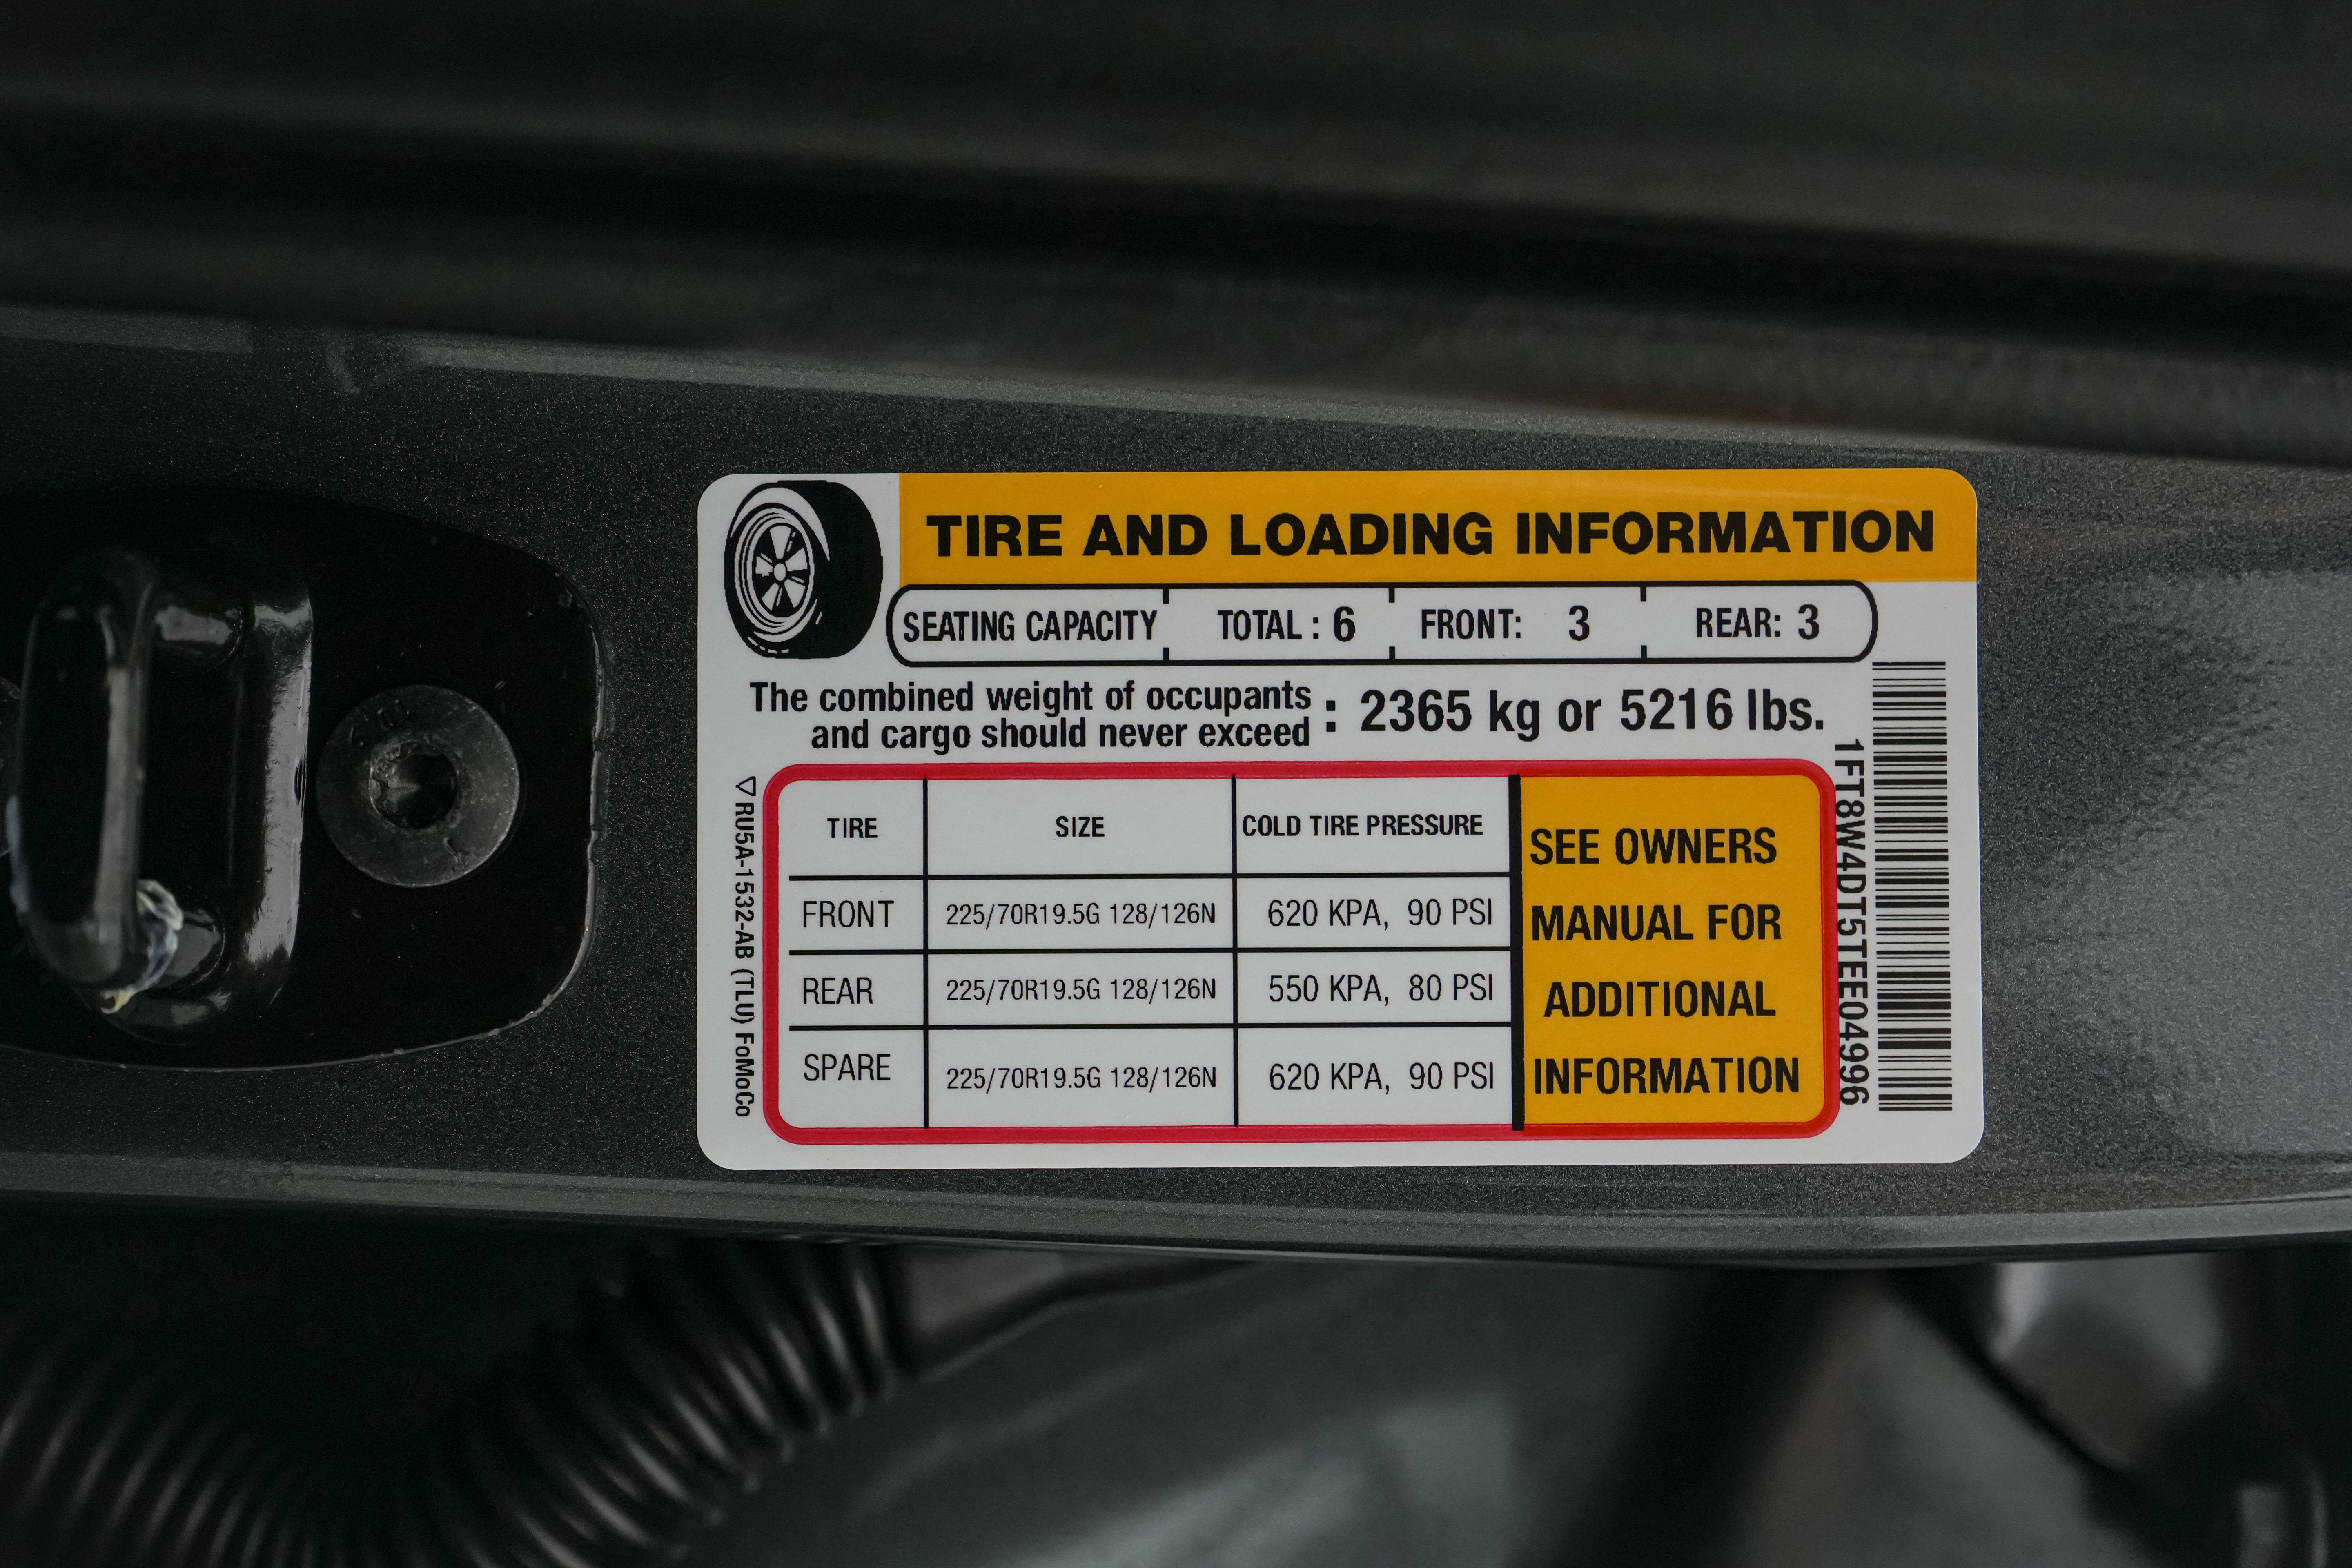 TIRE AND LOADING INFORMATION
SEATING CAPACITY TOTAL : 6 FRONT: 3 REAR: 3
The combined weight of occupants
and cargo should never exceed : 2365 kg or 5216 lbs.
TIRE SIZE COLD TIRE PRESSURE
FRONT 225/70R19.5G 128/126N 620 KPA, 90 PSI
REAR 225/70R19.5G 128/126N 550 KPA, 80 PSI
SPARE 225/70R19.5G 128/126N 620 KPA, 90 PSI
SEE OWNERS
MANUAL FOR
ADDITIONAL
INFORMATION
RU5A-1532-AB (TLU) FoMoCo
1FT8W4DT5TEE04996